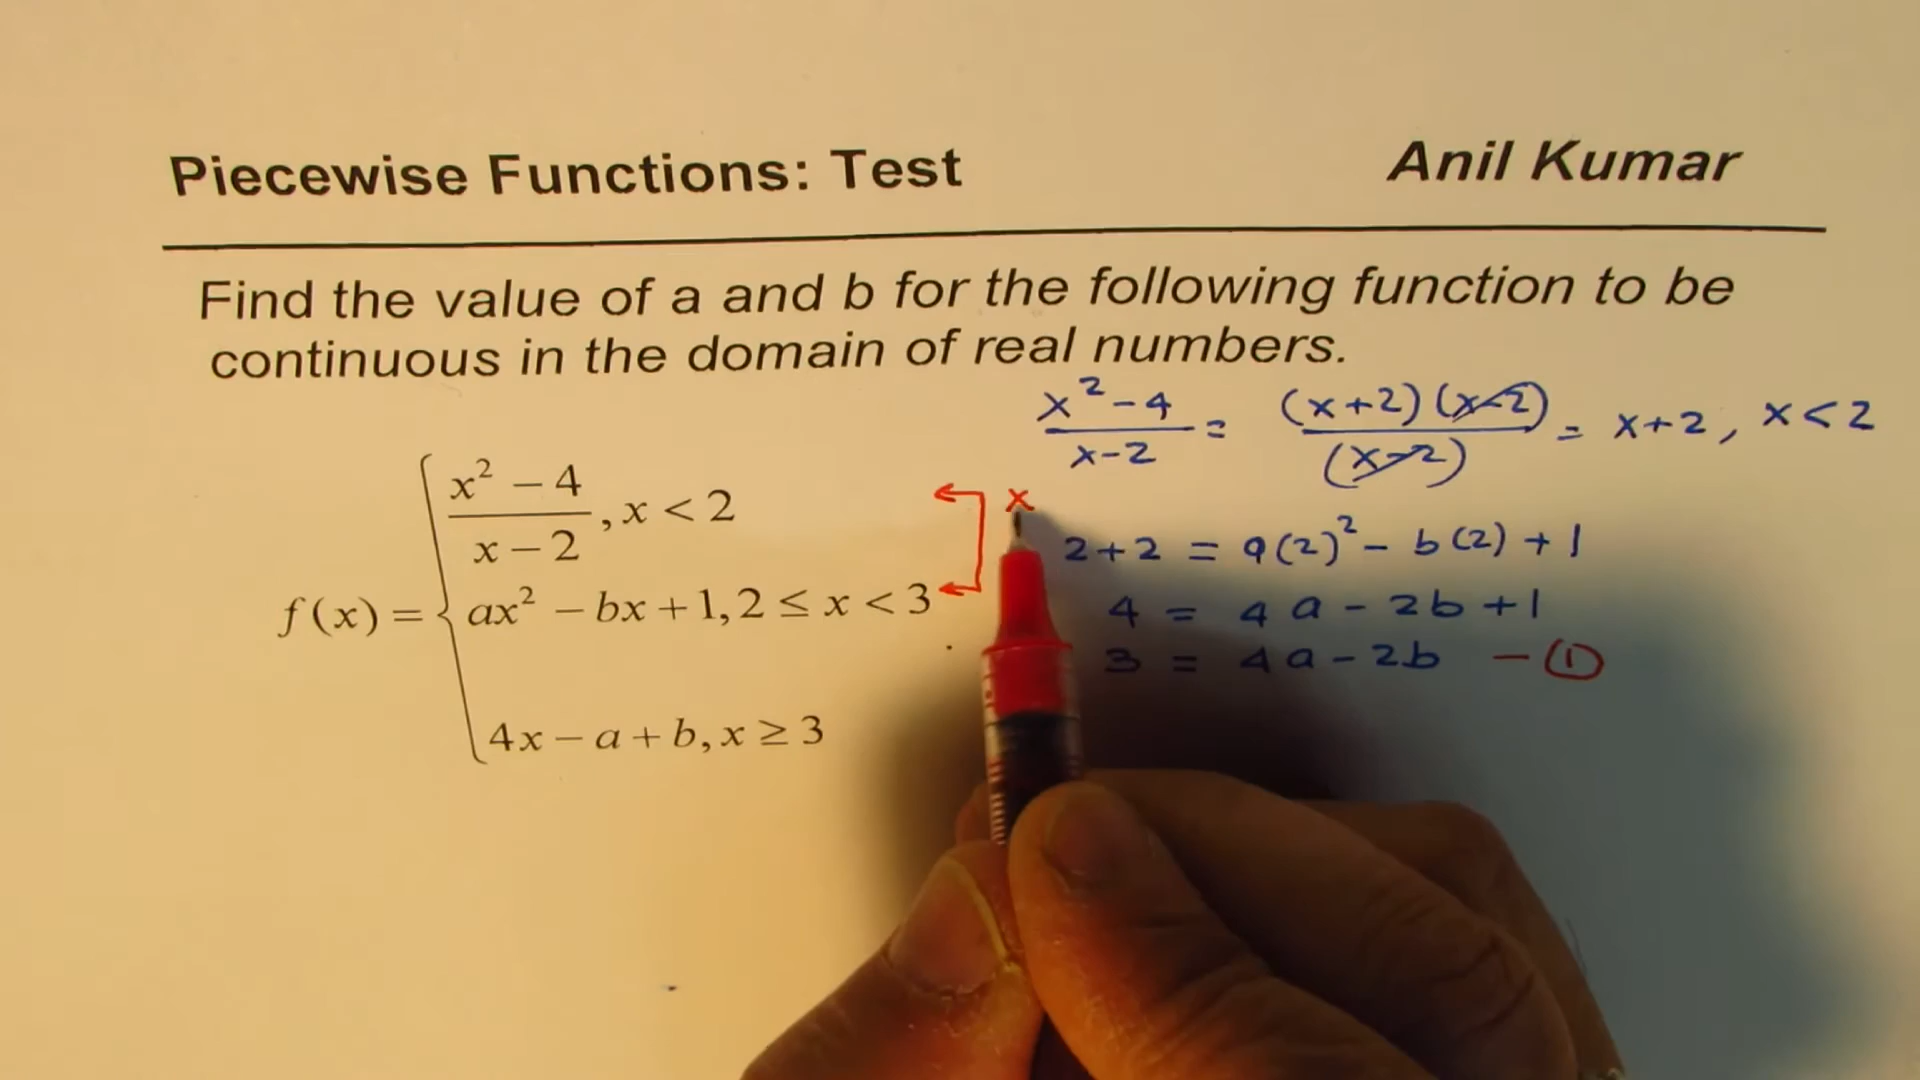 Piecewise Functions: Test
Anil Kumar
Find the value of a and b for the following function to be
continuous in the domain of real numbers.
x² - 4 / x - 2 = (x+2)(x-2) / (x-2) = x+2, x < 2
f(x) = { x² - 4 / x - 2, x < 2
ax² - bx + 1, 2 ≤ x < 3
4x - a + b, x ≥ 3
x
2+2 = a(2)² - b(2) + 1
4 = 4a - 2b + 1
3 = 4a - 2b - ①